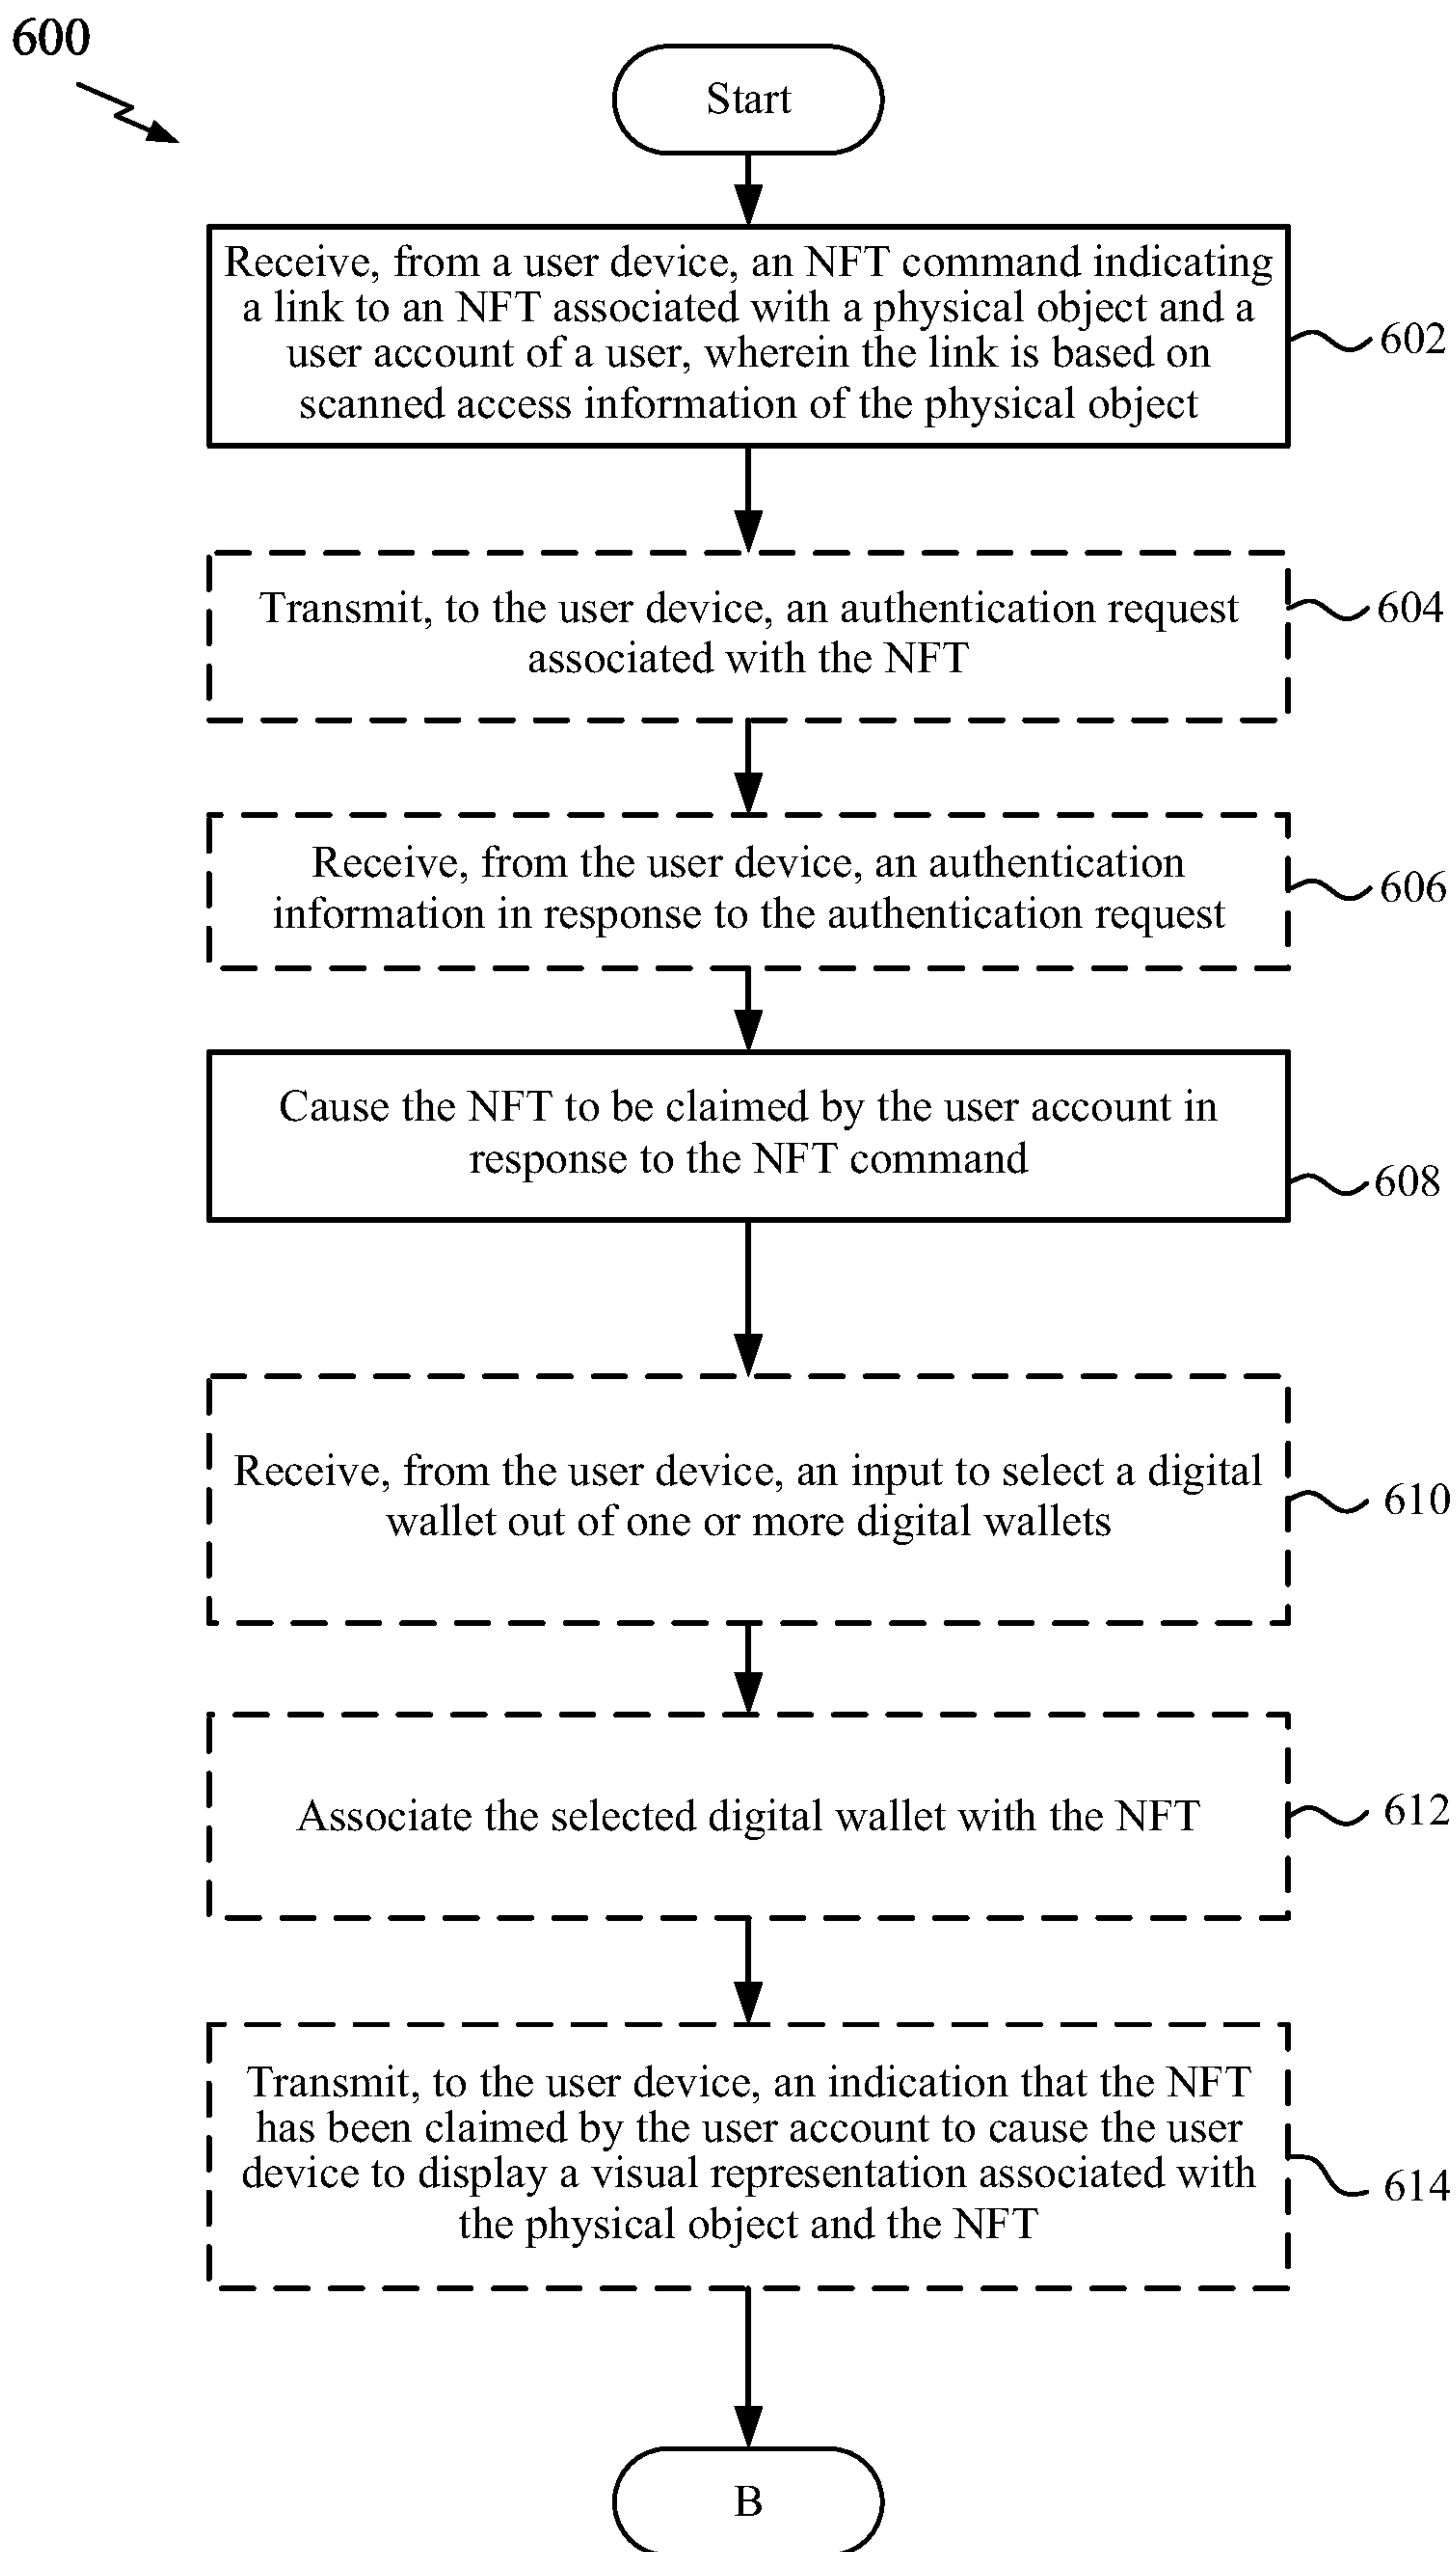 600
Start
Receive, from a user device, an NFT command indicating
a link to an NFT associated with a physical object and a
user account of a user, wherein the link is based on
scanned access information of the physical object
602
Transmit, to the user device, an authentication request
associated with the NFT
604
Receive, from the user device, an authentication
information in response to the authentication request
606
Cause the NFT to be claimed by the user account in
response to the NFT command
608
Receive, from the user device, an input to select a digital
wallet out of one or more digital wallets
610
Associate the selected digital wallet with the NFT
612
Transmit, to the user device, an indication that the NFT
has been claimed by the user account to cause the user
device to display a visual representation associated with
the physical object and the NFT
614
B